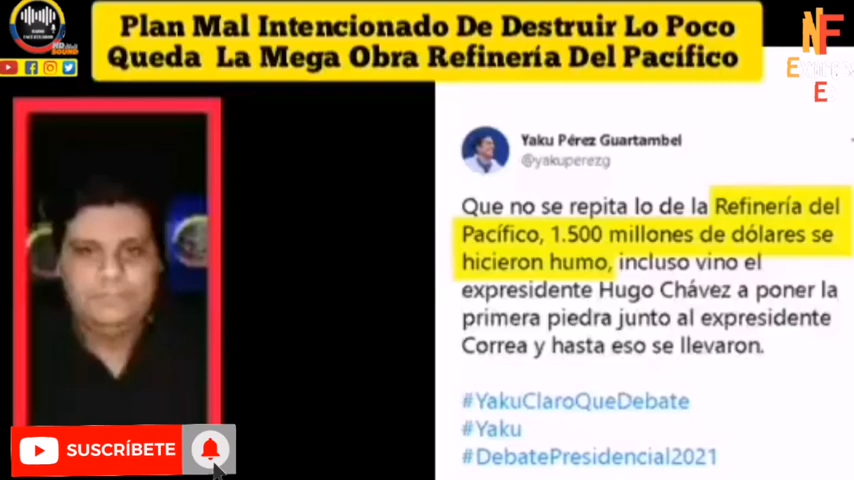 Plan Mal Intencionado De Destruir Lo Poco
Queda La Mega Obra Refinería Del Pacífico
NF
Yaku Pérez Guartambel
@yakuperezg
Que no se repita lo de la Refinería del
Pacífico, 1.500 millones de dólares se
hicieron humo, incluso vino el
expresidente Hugo Chávez a poner la
primera piedra junto al expresidente
Correa y hasta eso se llevaron.
#YakuClaroQueDebate
#Yaku
#DebatePresidencial2021
SUSCRÍBETE